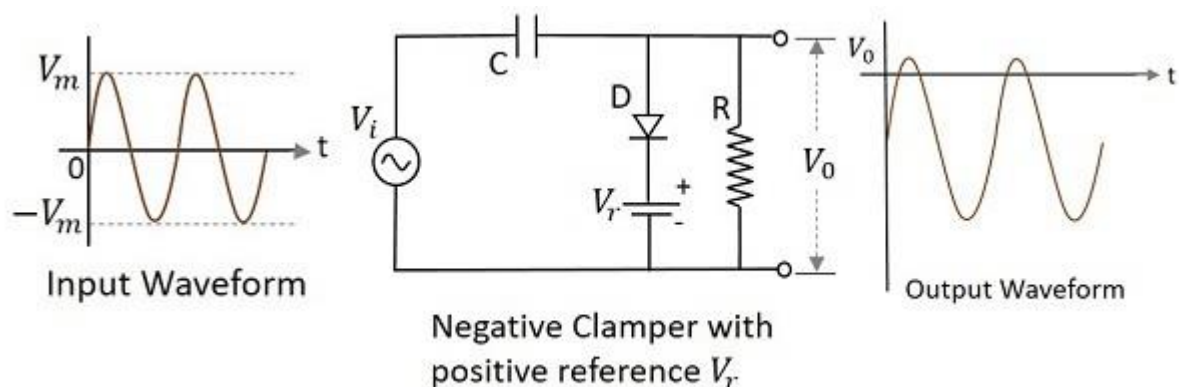 V_m
0
t
−V_m
Input Waveform
C
V_i
D
R
V_r
+
-
V_0
Negative Clamper with
positive reference V_r
V_0
t
Output Waveform